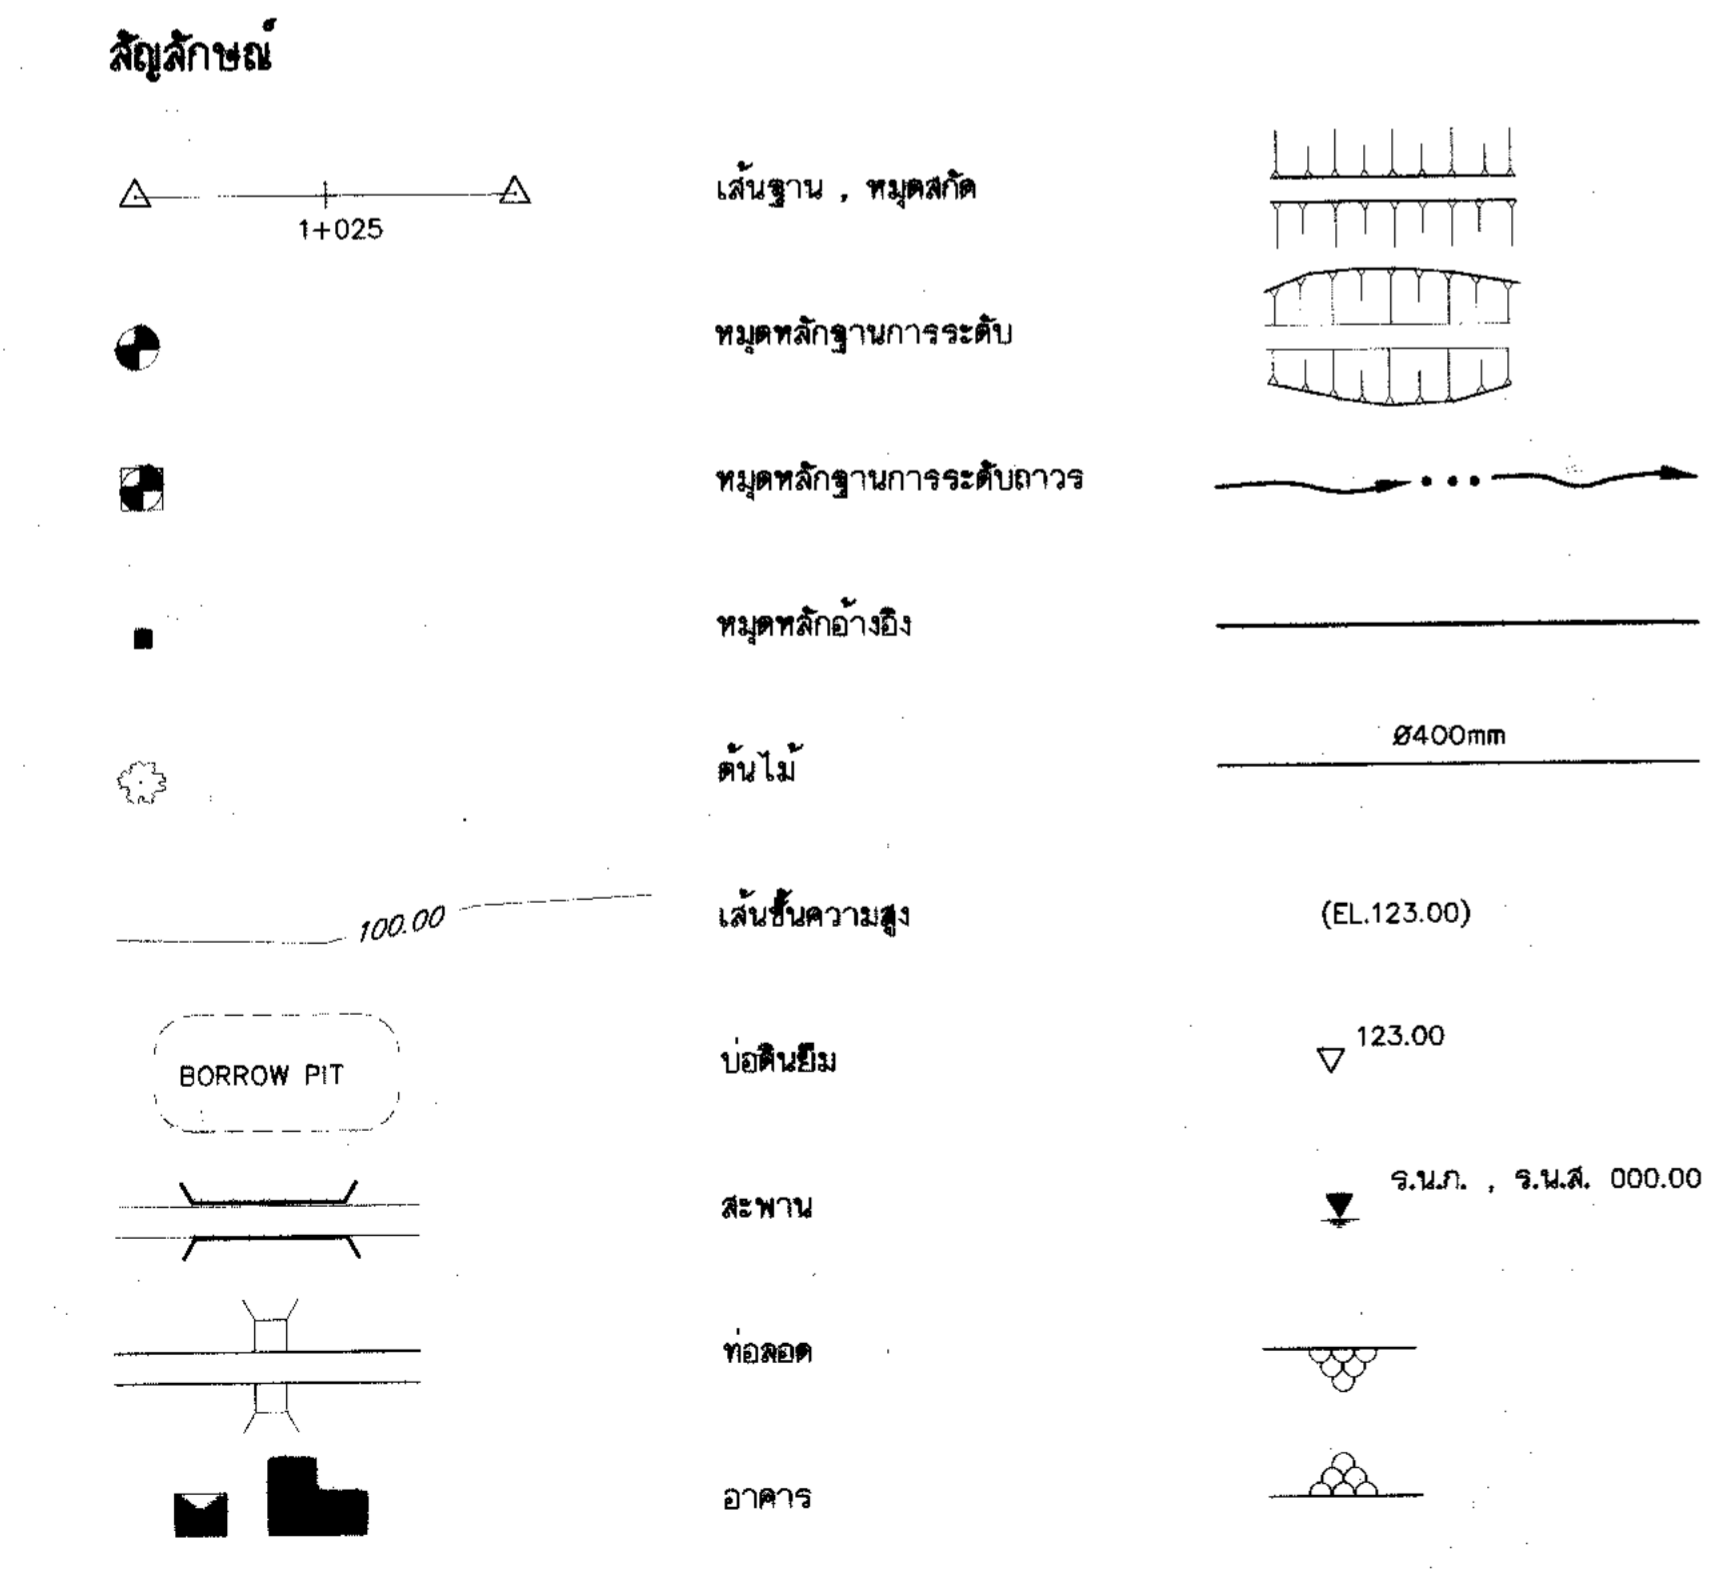 สัญลักษณ์
1+025 เส้นฐาน , หมุดสกัด
หมุดหลักฐานการระดับ
หมุดหลักฐานการระดับถาวร
หมุดหลักอ้างอิง
ต้นไม้ Ø400mm
100.00 เส้นชั้นความสูง (EL.123.00)
BORROW PIT บ่อดินยืม 123.00
สะพาน ร.น.ภ. , ร.น.ส. 000.00
ท่อลอด
อาคาร